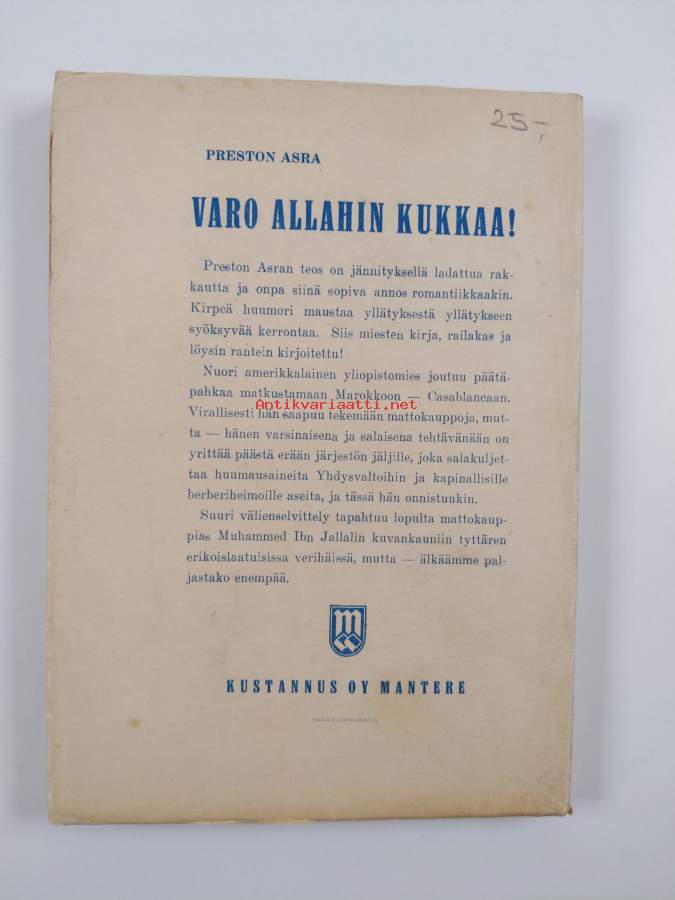 25-,
PRESTON ASRA
VARO ALLAHIN KUKKAA!
Preston Asran teos on jännityksellä ladattua rak-
kautta ja onpa siinä sopiva annos romantiikkaakin.
Kirpeä huumori maustaa yllätyksestä yllätykseen
syöksyvää kerrontaa. Siis miesten kirja, railakas ja
löysin rantein kirjoitettu!
Nuori amerikkalainen yliopistomies joutuu päätä-
pahkaa matkustamaan Marokkoon — Casablancaan.
Antikvariaatti.net
Virallisesti hän saapuu tekemään mattokauppoja, mut-
ta — hänen varsinaisena ja salaisena tehtävänään on
yrittää päästä erään järjestön jäljille, joka salakuljet-
taa huumausaineita Yhdysvaltoihin ja kapinallisille
berberiheimoille aseita, ja tässä hän onnistuukin.
Suuri välienselvittely tapahtuu lopulta mattokaup-
pias Muhammed Ibn Jallalin kuvankauniin tyttären
erikoislaatuisissa verihäissä, mutta — älkäämme pal-
jastako enempää.
KUSTANNUS OY MANTERE